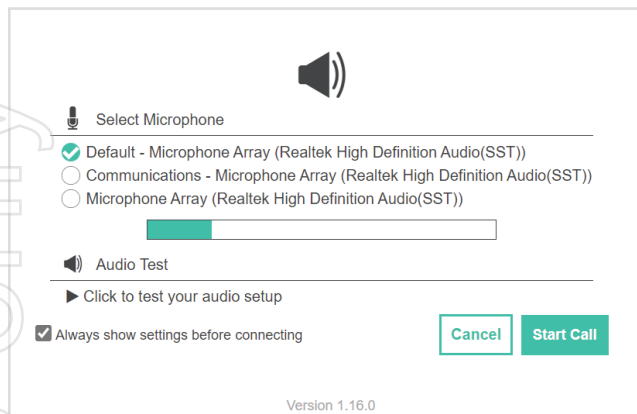 Select Microphone
Default - Microphone Array (Realtek High Definition Audio(SST))
Communications - Microphone Array (Realtek High Definition Audio(SST))
Microphone Array (Realtek High Definition Audio(SST))
Audio Test
Click to test your audio setup
Always show settings before connecting
Cancel
Start Call
Version 1.16.0